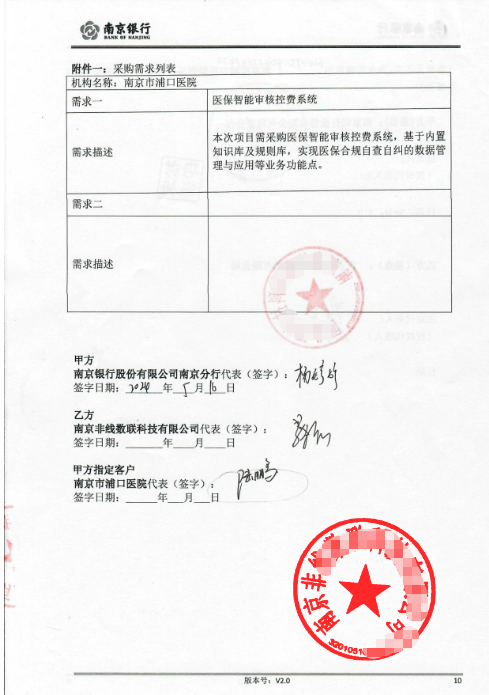 南京银行
BANK OF NANJING
附件一：采购需求列表
机构名称：南京市浦口医院
需求一 医保智能审核控费系统
需求描述 本次项目需采购医保智能审核控费系统，基于内置
知识库及规则库，实现医保合规自查自纠的数据管
理与应用等业务功能点。
需求二
需求描述
甲方
南京银行股份有限公司南京分行代表（签字）：
签字日期：2024 年 5 月 16 日
乙方
南京非线数联科技有限公司代表（签字）：
签字日期：____年___月___日
甲方指定客户
南京市浦口医院代表（签字）：陆鹏
签字日期：____年___月___日
南京非
司
3201051
版本号：V2.0
10